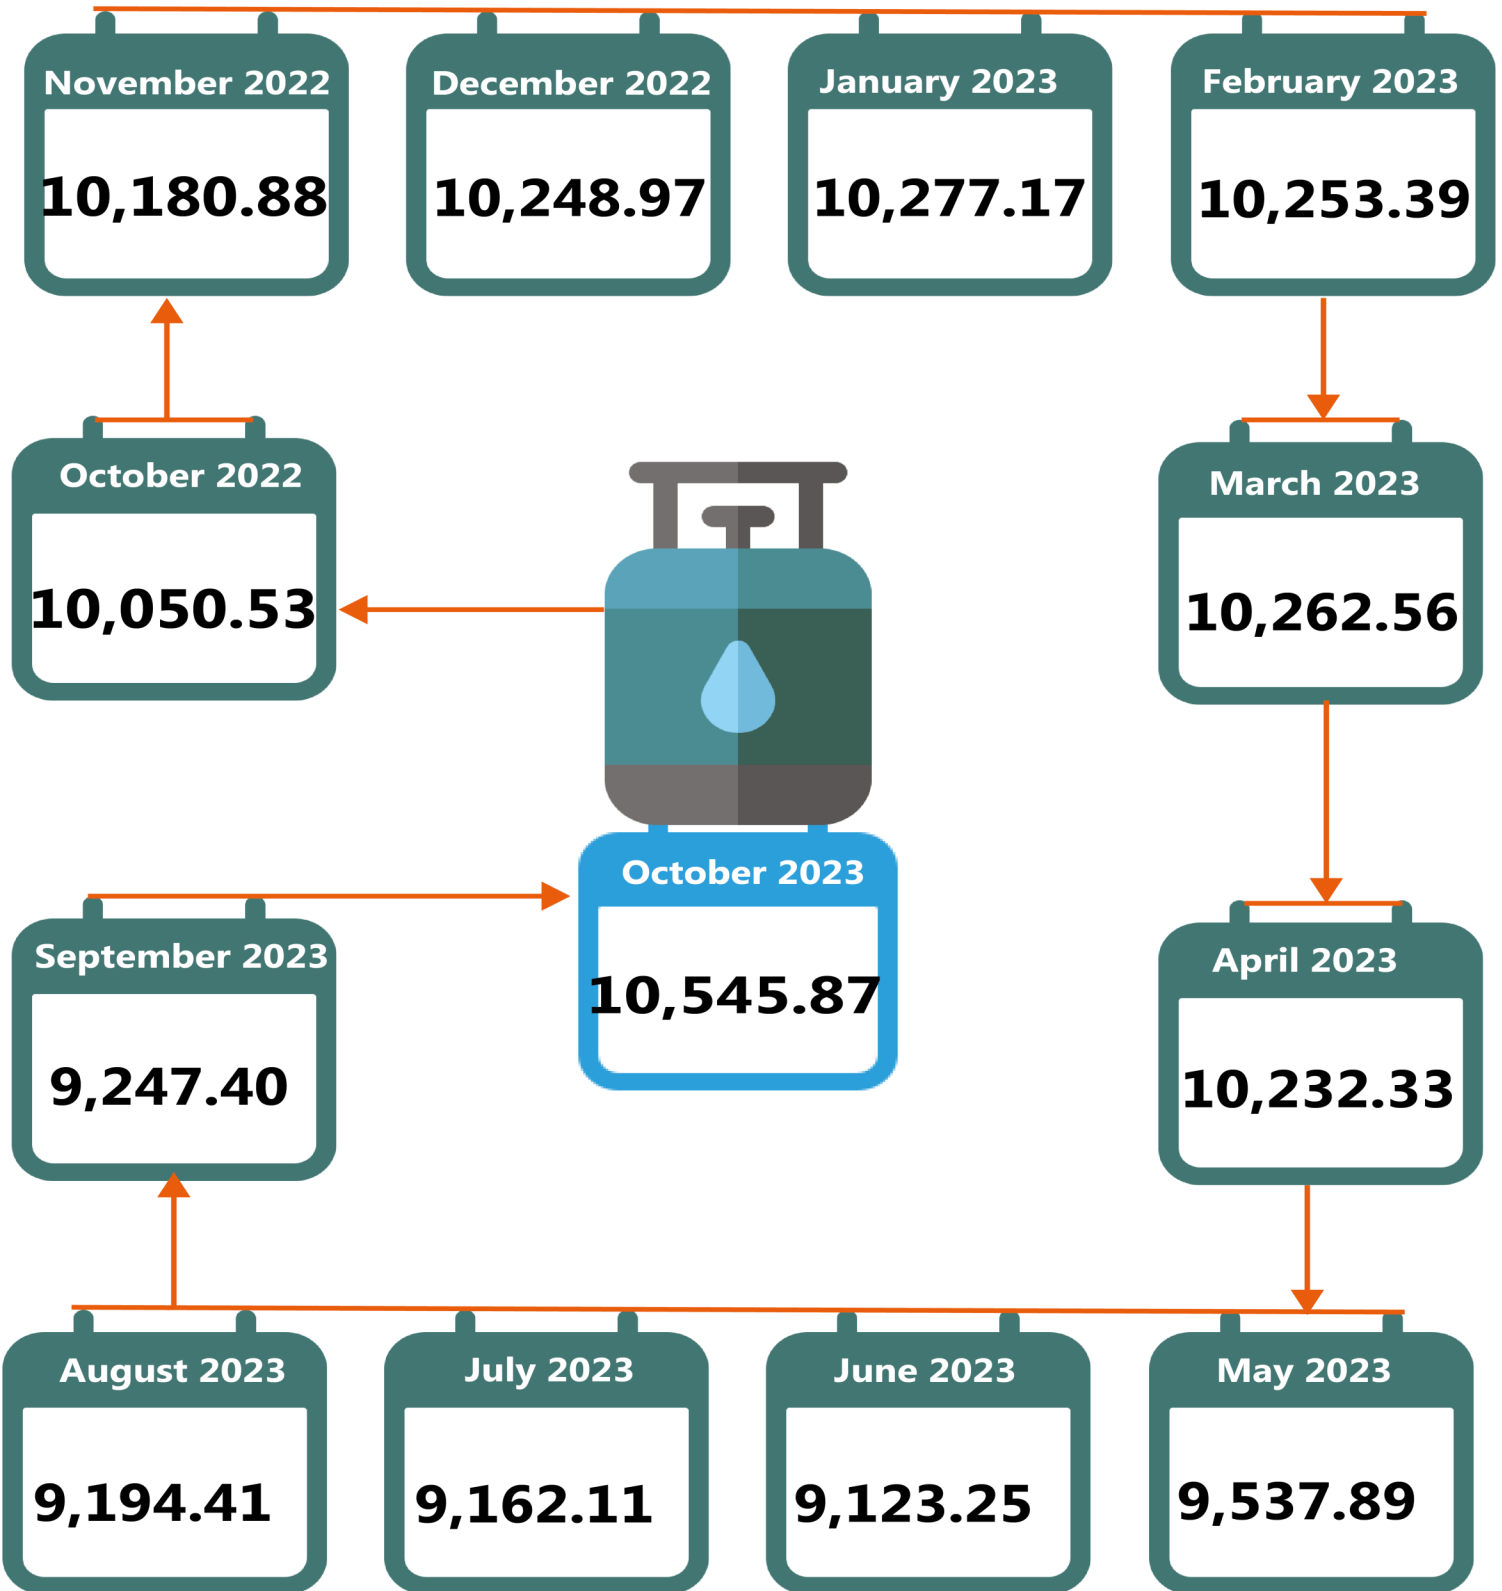 November 2022
10,180.88
December 2022
10,248.97
January 2023
10,277.17
February 2023
10,253.39
October 2022
10,050.53
March 2023
10,262.56
October 2023
10,545.87
September 2023
9,247.40
April 2023
10,232.33
August 2023
9,194.41
July 2023
9,162.11
June 2023
9,123.25
May 2023
9,537.89